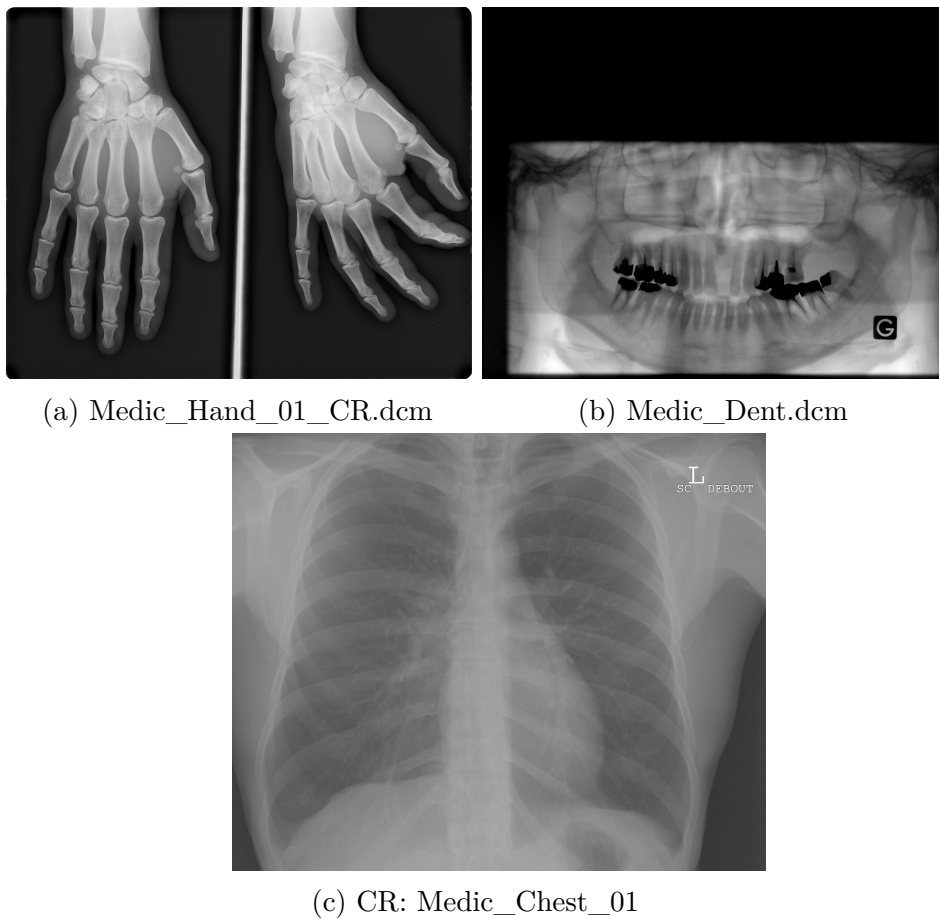 (a) Medic_Hand_01_CR.dcm
(b) Medic_Dent.dcm
G
L
SC DEBOUT
(c) CR: Medic_Chest_01